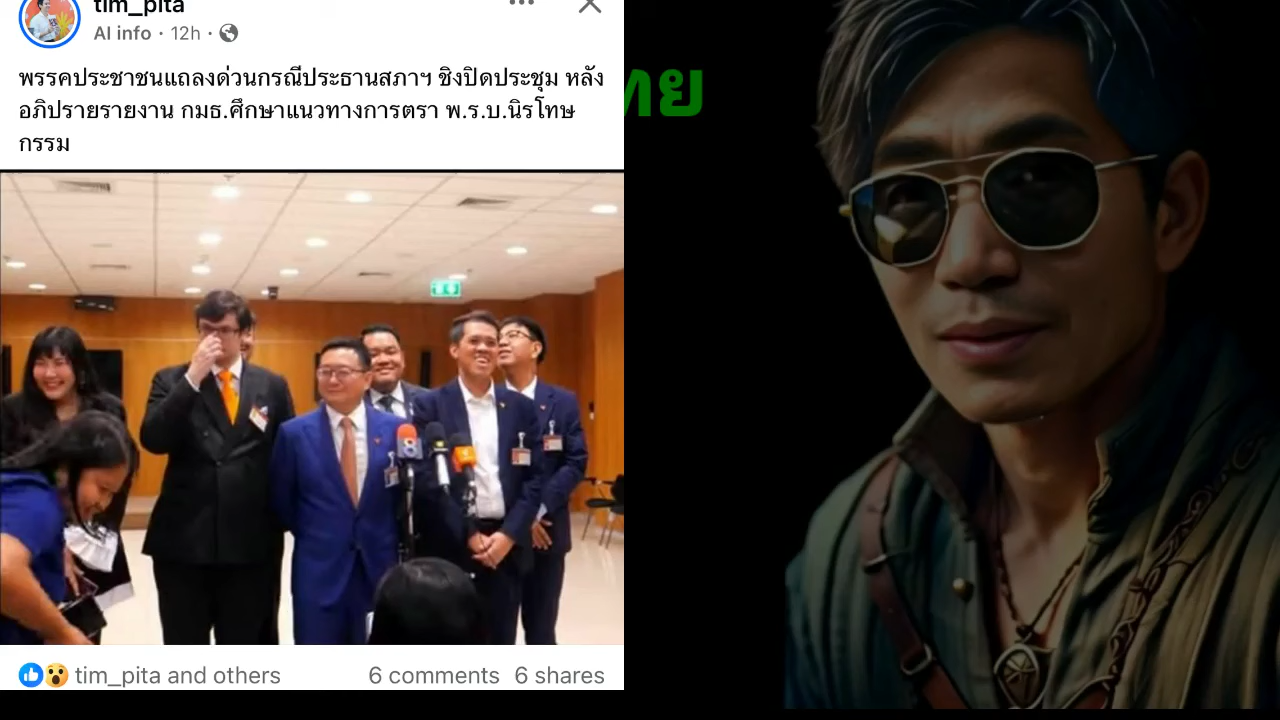 tim_pita
AI info · 12h ·
พรรคประชาชนแถลงด่วนกรณีประธานสภาฯ ชิงปิดประชุม หลัง
อภิปรายรายงาน กมธ.ศึกษาแนวทางการตรา พ.ร.บ.นิรโทษ
กรรม
ทย
8
tim_pita and others
6 comments 6 shares